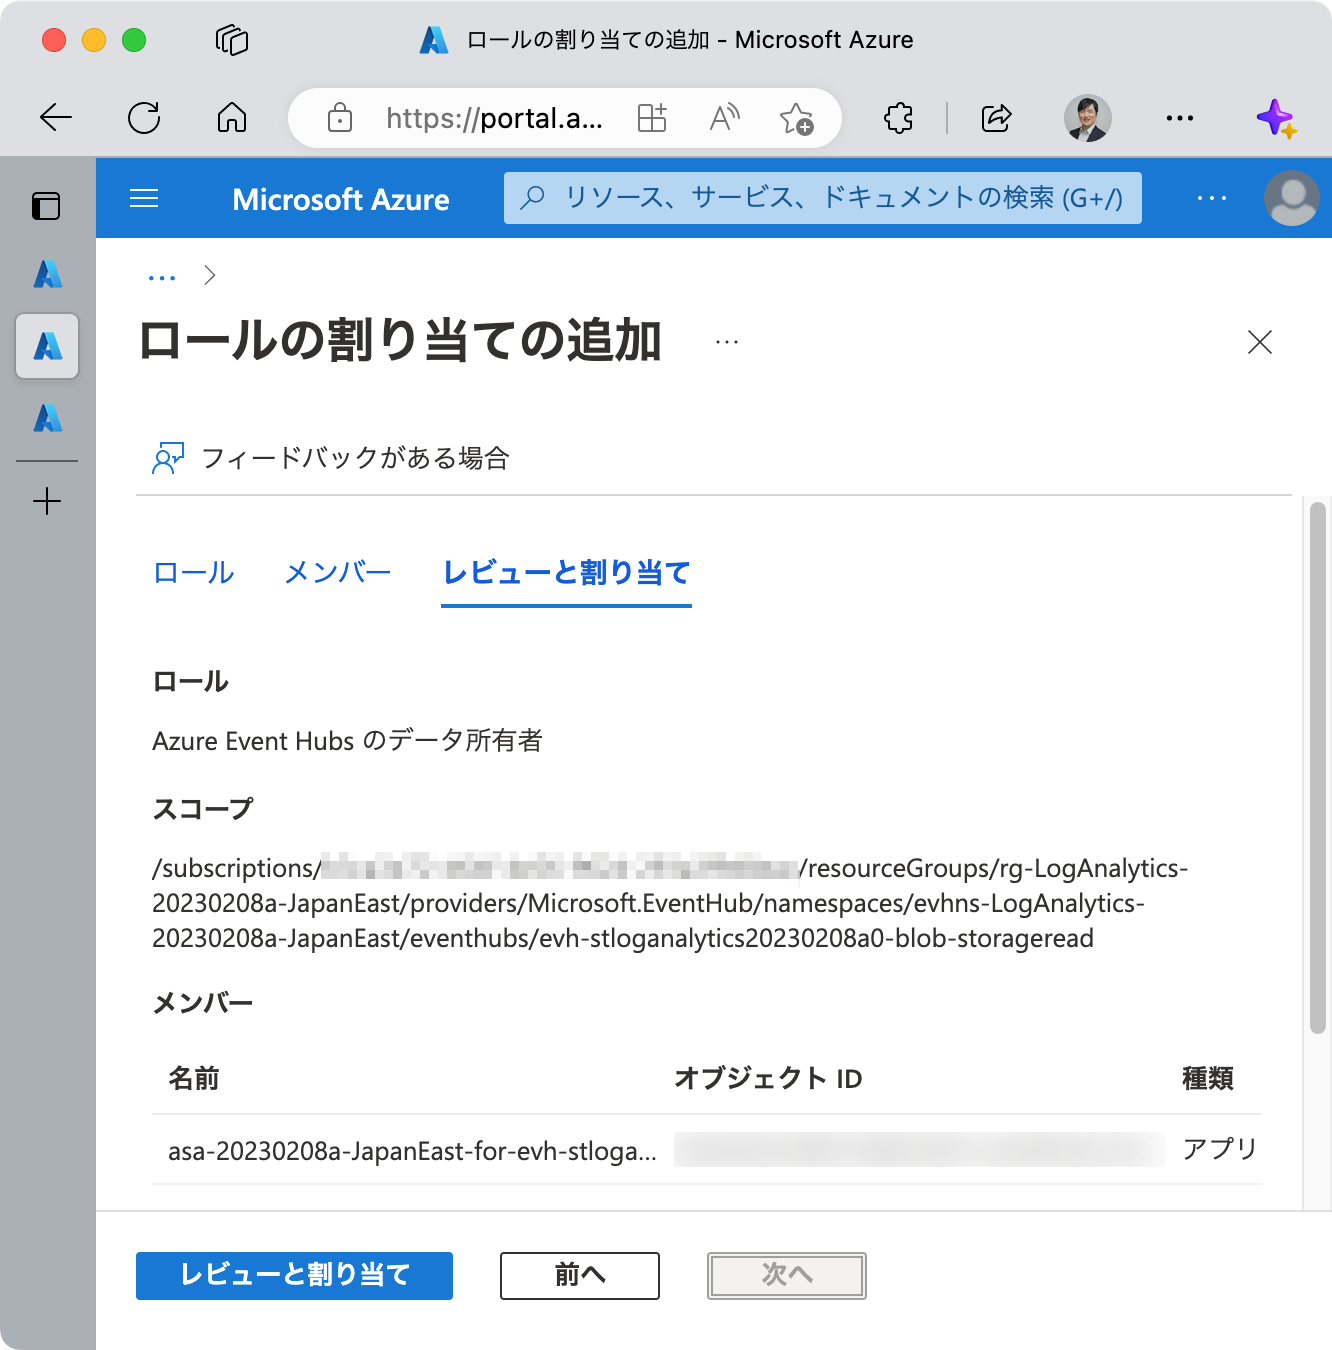 ロールの割り当ての追加 - Microsoft Azure
https://portal.a...
Microsoft Azure
リソース、サービス、ドキュメントの検索 (G+/)
ロールの割り当ての追加
フィードバックがある場合
ロール メンバー レビューと割り当て
ロール
Azure Event Hubs のデータ所有者
スコープ
/subscriptions/ /resourceGroups/rg-LogAnalytics-
20230208a-JapanEast/providers/Microsoft.EventHub/namespaces/evhns-LogAnalytics-
20230208a-JapanEast/eventhubs/evh-stloganalytics20230208a0-blob-storageread
メンバー
名前 オブジェクト ID 種類
asa-20230208a-JapanEast-for-evh-stloga... アプリ
レビューと割り当て 前へ 次へ